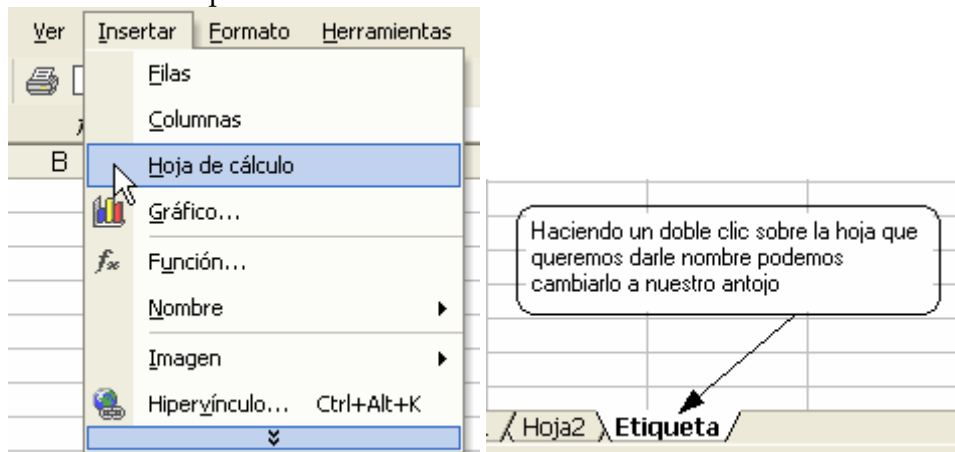 Ver Insertar Formato Herramientas
Filas
Columnas
B
Hoja de cálculo
Gráfico...
Función...
Nombre
Imagen
Hipervínculo... Ctrl+Alt+K
Haciendo un doble clic sobre la hoja que
queremos darle nombre podemos
cambiarlo a nuestro antojo
Hoja2 Etiqueta